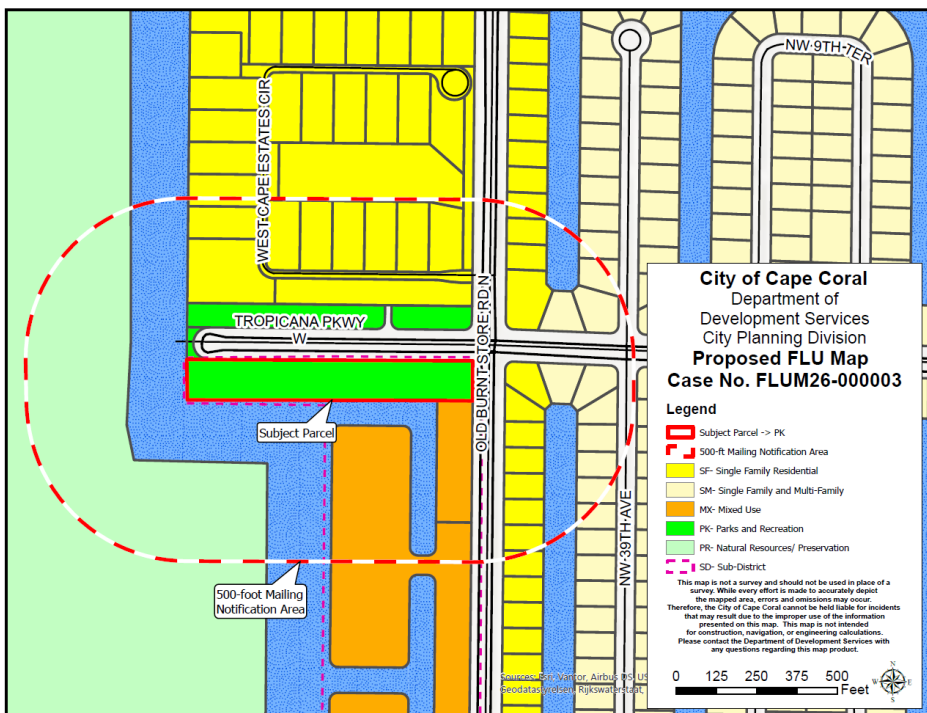 NW 9TH TER
WEST CAPE ESTATES CIR
OLD BURNT STORE RD N
TROPICANA PKWY
W
NW 39TH AVE
Subject Parcel
500-foot Mailing
Notification Area
City of Cape Coral
Department of
Development Services
City Planning Division
Proposed FLU Map
Case No. FLUM26-000003
Legend
Subject Parcel -> PK
500-ft Mailing Notification Area
SF- Single Family Residential
SM- Single Family and Multi-Family
MX- Mixed Use
PK- Parks and Recreation
PR- Natural Resources/ Preservation
SD- Sub-District
This map is not a survey and should not be used in place of a
survey. While every effort is made to accurately depict
the mapped area, errors and omissions may occur.
Therefore, the City of Cape Coral cannot be held liable for incidents
that may result due to the improper use of the information
presented on this map. This map is not intended
for construction, navigation, or engineering calculations.
Please contact the Department of Development Services with
any questions regarding this map product.
0 125 250 375 500
Feet
N
W E
S
Sources: Esri, Vantor, Airbus DS, US
Geodatastyrelsen, Rijkswaterstaat,